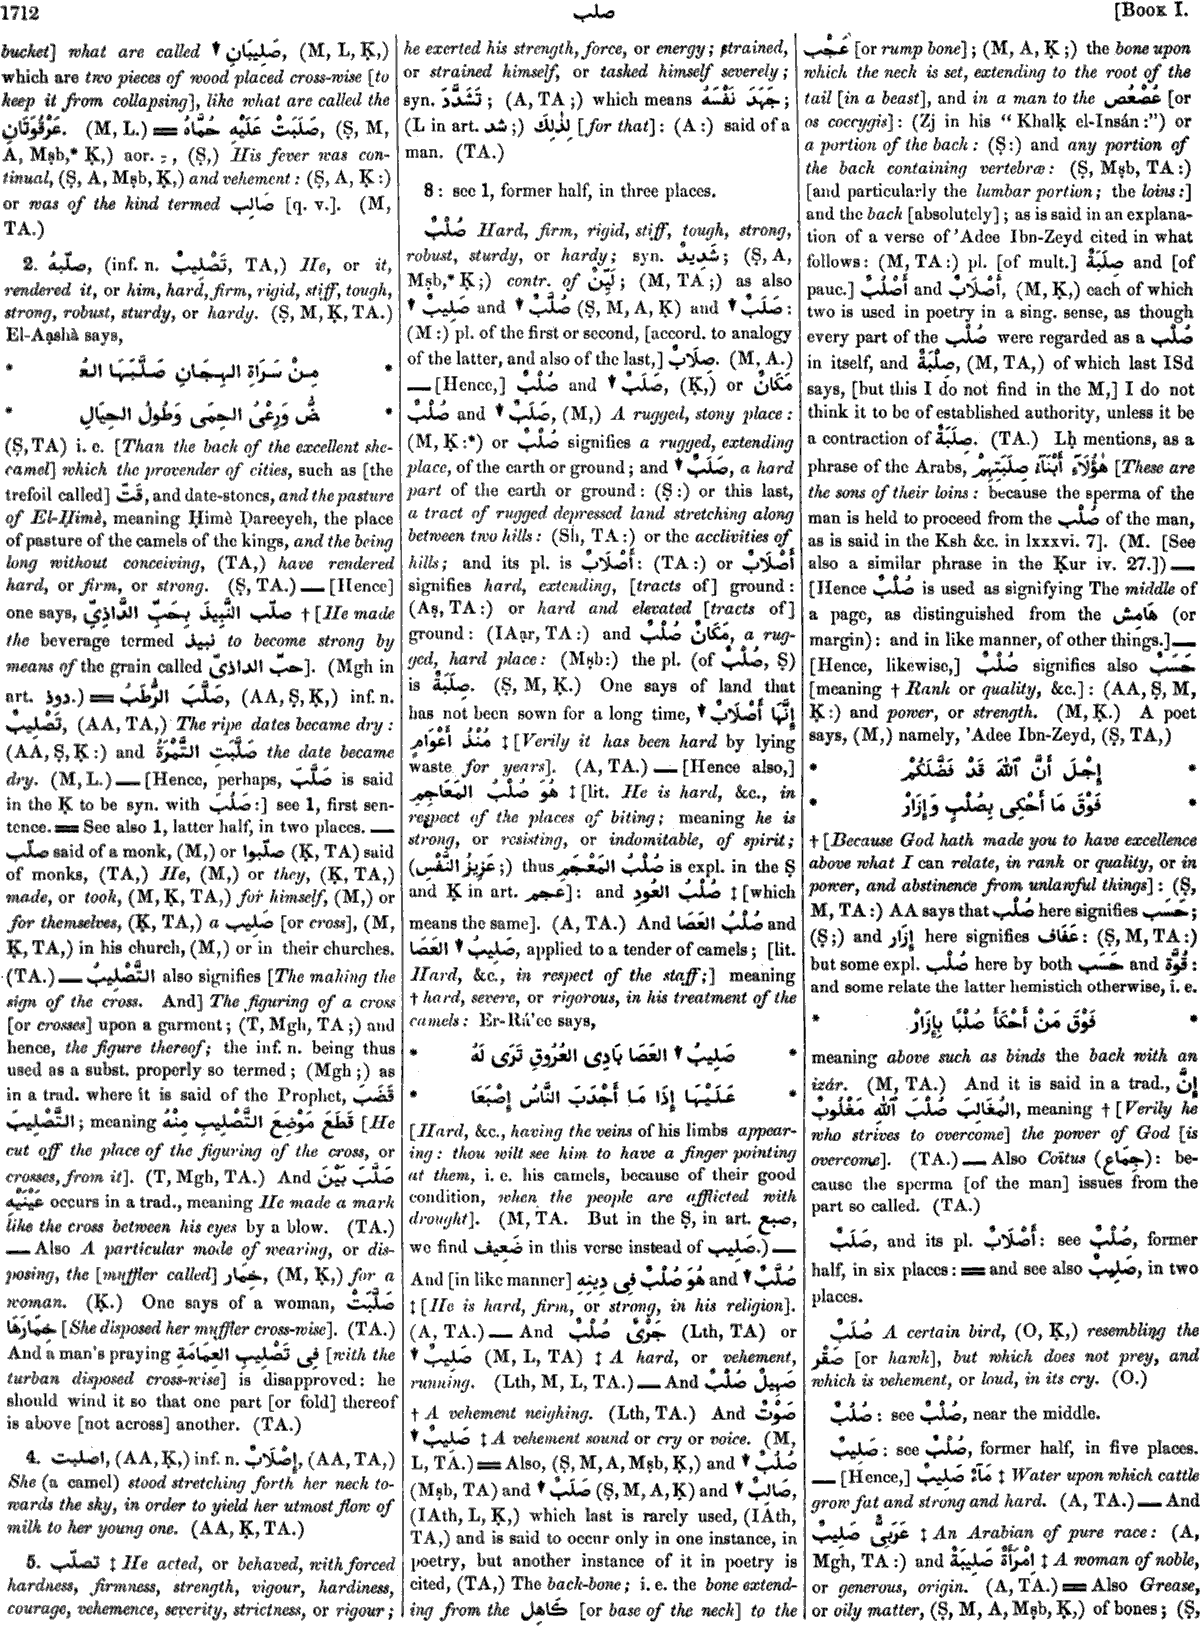 1712
صلب
[Book I.
bucket] what are called ↓ صَلِيبَانِ, (M, L, Ḳ,)
which are two pieces of wood placed cross-wise [to
keep it from collapsing], like what are called the
عَرْقُوَتَانِ. (M, L.) ══ صَلَبَتْ عَلَيْهِ حُمَّاهُ, (Ṣ, M,
A, Mṣb,* Ḳ,) aor. ـِ, (Ṣ,) His fever was con-
tinual, (Ṣ, A, Mṣb, Ḳ,) and vehement: (Ṣ, A, Ḳ:)
or was of the kind termed صَالِب [q. v.]. (M,
TA.)
2. صلّبهُ, (inf. n. تَصْلِيبٌ, TA,) He, or it,
rendered it, or him, hard, firm, rigid, stiff, tough,
strong, robust, sturdy, or hardy. (Ṣ, M, Ḳ, TA.)
El-Aạshà says,
* مِنْ سَرَاةِ الهِجَانِ صَلَّبَهَا العُ *
* ضُّ وَرِعْىُ الحِمَى وَطُولُ الحِيَالِ *
(Ṣ, TA) i. e. [Than the back of the excellent she-
camel] which the provender of cities, such as [the
trefoil called] قَتّ, and date-stones, and the pasture
of El-Ḥimè, meaning Ḥimè Ḍareeyeh, the place
of pasture of the camels of the kings, and the being
long without conceiving, (TA,) have rendered
hard, or firm, or strong. (Ṣ, TA.) — [Hence]
one says, صلّب النَّبِيذَ بِحَبِّ الدَّاذِىِّ † [He made
the beverage termed نبيذ to become strong by
means of the grain called حبّ الداذىّ]. (Mgh in
art. دوذ.) ══ صَلَّبَ الرُّطَبُ, (AA, Ṣ, Ḳ,) inf. n.
تَصْلِيبٌ, (AA, TA,) The ripe dates became dry:
(AA, Ṣ, Ḳ:) and صَلَّبَتِ التَّمْرَةُ the date became
dry. (M, L.) — [Hence, perhaps, صَلَّبَ is said
in the Ḳ to be syn. with صَلُبَ:] see 1, first sen-
tence. ══ See also 1, latter half, in two places. —
صلّب said of a monk, (M,) or صلّبوا (Ḳ, TA) said
of monks, (TA,) He, (M,) or they, (Ḳ, TA,)
made, or took, (M, Ḳ, TA,) for himself, (M,) or
for themselves, (Ḳ, TA,) a صَلِيب [or cross], (M,
Ḳ, TA,) in his church, (M,) or in their churches.
(TA.) — التَّصْلِيبُ also signifies [The making the
sign of the cross. And] The figuring of a cross
[or crosses] upon a garment; (T, Mgh, TA;) and
hence, the figure thereof; the inf. n. being thus
used as a subst. properly so termed; (Mgh;) as
in a trad. where it is said of the Prophet, قَضَبَ
التَّصْلِيبَ; meaning قَطَعَ مَوْضِعَ التَّصْلِيبِ مِنْهُ [He
cut off the place of the figuring of the cross, or
crosses, from it]. (T, Mgh, TA.) And صَلَّبَ بَيْنَ
عَيْنَيْهِ occurs in a trad., meaning He made a mark
like the cross between his eyes by a blow. (TA.)
— Also A particular mode of wearing, or dis-
posing, the [muffler called] خِمَار, (M, Ḳ,) for a
woman. (Ḳ.) One says of a woman, صَلَّبَتْ
خِمَارَهَا [She disposed her muffler cross-wise]. (TA.)
And a man's praying فِى تَصْلِيبِ العِمَامَةِ [with the
turban disposed cross-wise] is disapproved: he
should wind it so that one part [or fold] thereof
is above [not across] another. (TA.)
4. اصلبت, (AA, Ḳ,) inf. n. إِصْلَابٌ, (AA, TA,)
She (a camel) stood stretching forth her neck to-
wards the sky, in order to yield her utmost flow of
milk to her young one. (AA, Ḳ, TA.)
5. تصلّب ‡ He acted, or behaved, with forced
hardness, firmness, strength, vigour, hardiness,
courage, vehemence, severity, strictness, or rigour;
he exerted his strength, force, or energy; strained,
or strained himself, or tasked himself severely;
syn. تَشَدَّدَ; (A, TA;) which means جَهَدَ نَفْسَهُ;
(L in art. شد;) لِذٰلِكَ [for that]: (A:) said of a
man. (TA.)
8: see 1, former half, in three places.
صُلْبٌ Hard, firm, rigid, stiff, tough, strong,
robust, sturdy, or hardy; syn. شَدِيدٌ; (Ṣ, A,
Mṣb,* Ḳ;) contr. of لَيِّنٌ; (M, TA;) as also
↓ صَلِيبٌ and ↓ صُلَّبٌ (Ṣ, M, A, Ḳ) and ↓ صَلَبٌ:
(M:) pl. of the first or second, [accord. to analogy
of the latter, and also of the last,] صِلَابٌ. (M, A.)
— [Hence,] صُلْبٌ and ↓ صَلَبٌ, (Ḳ,) or مَكَانٌ
صُلْبٌ and ↓ صَلَبٌ, (M,) A rugged, stony place:
(M, Ḳ:*) or صُلْبٌ signifies a rugged, extending
place, of the earth or ground; and ↓ صَلَبٌ, a hard
part of the earth or ground: (Ṣ:) or this last,
a tract of rugged depressed land stretching along
between two hills: (Sh, TA:) or the acclivities of
hills; and its pl. is أَصْلَابٌ: (TA:) or أَصْلَابٌ
signifies hard, extending, [tracts of] ground:
(Aṣ, TA:) or hard and elevated [tracts of]
ground: (IAạr, TA:) and مَكَانٌ صُلْبٌ, a rug-
ged, hard place: (Mṣb:) the pl. (of صُلْبٌ, Ṣ)
is صِلَبَةٌ. (Ṣ, M, Ḳ.) One says of land that
has not been sown for a long time, ↓ إِنَّهَا أَصْلَابٌ
مُنْذُ أَعْوَامٍ ‡ [Verily it has been hard by lying
waste for years]. (A, TA.) — [Hence also,]
هُوَ صُلْبُ المَعَاجِمِ ‡ [lit. He is hard, &c., in
respect of the places of biting; meaning he is
strong, or resisting, or indomitable, of spirit;
(عَزِيزُ النَّفْسِ;) thus صُلْبُ المَعْجَمِ is expl. in the Ṣ
and Ḳ in art. عجم]: and صُلْبُ العُودِ ‡ [which
means the same]. (A, TA.) And صُلْبُ العَصَا and
↓ صَلِيبُ العَصَا, applied to a tender of camels; [lit.
Hard, &c., in respect of the staff;] meaning
† hard, severe, or rigorous, in his treatment of the
camels: Er-Rá'ee says,
* صَلِيبُ ↓ العَصَا بَادِى العُرُوقِ تَرَى لَهُ *
* عَلَيْهَا إِذَا مَا أَجْدَبَ النَّاسُ إِصْبَعَا *
[Hard, &c., having the veins of his limbs appear-
ing: thou wilt see him to have a finger pointing
at them, i. e. his camels, because of their good
condition, when the people are afflicted with
drought]. (M, TA. But in the Ṣ, in art. صبع,
we find ضَعِيف in this verse instead of صَلِيب.) —
And [in like manner] هُوَ صُلْبٌ فِى دِينِهِ and ↓ صُلَّبٌ
‡ [He is hard, firm, or strong, in his religion].
(A, TA.) — And جَرْىٌ صُلْبٌ (Lth, TA) or
↓ صَلِيبٌ (M, L, TA) ‡ A hard, or vehement,
running. (Lth, M, L, TA.) — And صَهِيلٌ صُلْبٌ
† A vehement neighing. (Lth, TA.) And صَوْتٌ
↓ صَلِيبٌ ‡ A vehement sound or cry or voice. (M,
L, TA.) ══ Also, (Ṣ, M, A, Mṣb, Ḳ,) and ↓ صُلُبٌ
(Mṣb, TA) and ↓ صَلَبٌ (Ṣ, M, A, Ḳ) and ↓ صَالِبٌ,
(IAth, L, Ḳ,) which last is rarely used, (IAth,
TA,) and is said to occur only in one instance, in
poetry, but another instance of it in poetry is
cited, (TA,) The back-bone; i. e. the bone extend-
ing from the كَاهِل [or base of the neck] to the
عَجْب [or rump bone]; (M, A, Ḳ;) the bone upon
which the neck is set, extending to the root of the
tail [in a beast], and in a man to the عُصْعُص [or
os coccygis]: (Zj in his “Khalḳ el-Insán:”) or
a portion of the back: (Ṣ:) and any portion of
the back containing vertebræ: (Ṣ, Mṣb, TA:)
[and particularly the lumbar portion; the loins:]
and the back [absolutely]; as is said in an explana-
tion of a verse of 'Adee Ibn-Zeyd cited in what
follows: (M, TA:) pl. [of mult.] صِلَبَةٌ and [of
pauc.] أَصْلُبٌ and أَصْلَابٌ, (M, Ḳ,) each of which
two is used in poetry in a sing. sense, as though
every part of the صُلْب were regarded as a صُلْب
in itself, and صِلْبَةٌ, (M, TA,) of which last ISd
says, [but this I do not find in the M,] I do not
think it to be of established authority, unless it be
a contraction of صِلَبَةٌ. (TA.) Lḥ mentions, as a
phrase of the Arabs, هٰؤُلَآءِ أَبْنَآءُ صِلَبَتِهِمْ [These are
the sons of their loins: because the sperma of the
man is held to proceed from the صُلْب of the man,
as is said in the Ksh &c. in lxxxvi. 7]. (M. [See
also a similar phrase in the Ḳur iv. 27.]) —
[Hence صُلْبٌ is used as signifying The middle of
a page, as distinguished from the هَامِش (or
margin): and in like manner, of other things.] —
[Hence, likewise,] صُلْبٌ signifies also حَسَبٌ
[meaning † Rank or quality, &c.]: (AA, Ṣ, M,
Ḳ:) and power, or strength. (M, Ḳ.) A poet
says, (M,) namely, 'Adee Ibn-Zeyd, (Ṣ, TA,)
* إِجْلَ أَنَّ ٱللّٰهَ قَدْ فَضَّلَكُمْ *
* فَوْقَ مَا أَحْكِى بِصُلْبٍ وَإِزَارْ *
† [Because God hath made you to have excellence
above what I can relate, in rank or quality, or in
power, and abstinence from unlawful things]: (Ṣ,
M, TA:) AA says that صُلْب here signifies حَسَب;
(Ṣ;) and إِزَار here signifies عَفَاف: (Ṣ, M, TA:)
but some expl. صُلْب here by both حَسَب and قُوَّة:
and some relate the latter hemistich otherwise, i. e.
* فَوْقَ مَنْ أَحْكَأَ صُلْبًا بِإِزَارْ *
meaning above such as binds the back with an
izár. (M, TA.) And it is said in a trad., إِنَّ
المُغَالِبَ صُلْبَ ٱللّٰهِ مَغْلُوبٌ, meaning † [Verily he
who strives to overcome] the power of God [is
overcome]. (TA.) — Also Coïtus (جِمَاع): be-
cause the sperma [of the man] issues from the
part so called. (TA.)
صَلَبٌ, and its pl. أَصْلَابٌ: see صُلْبٌ, former
half, in six places: ══ and see also صَلِيبٌ, in two
places.
صُلَبٌ A certain bird, (O, Ḳ,) resembling the
صَقْر [or hawk], but which does not prey, and
which is vehement, or loud, in its cry. (O.)
صُلُبٌ: see صُلْبٌ, near the middle.
صَلِيبٌ: see صُلْبٌ, former half, in five places.
— [Hence,] مَآءٌ صَلِيبٌ ‡ Water upon which cattle
grow fat and strong and hard. (A, TA.) — And
عَرَبِىٌّ صَلِيبٌ ‡ An Arabian of pure race: (A,
Mgh, TA:) and اِمْرَأَةٌ صَلِيبَةٌ ‡ A woman of noble,
or generous, origin. (A, TA.) ══ Also Grease,
or oily matter, (Ṣ, M, A, Mṣb, Ḳ,) of bones; (Ṣ,